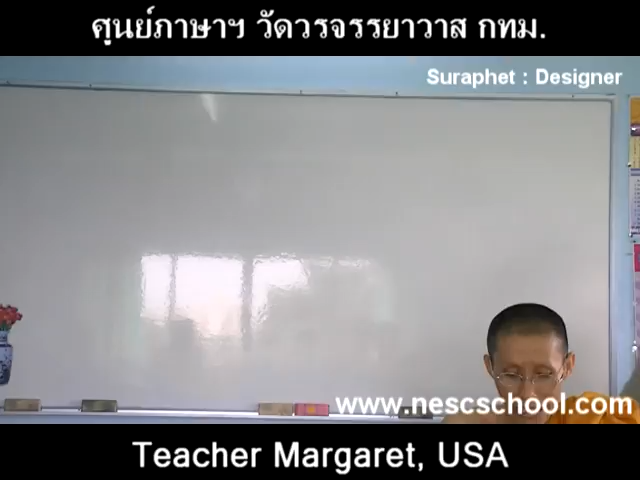 ศูนย์ภาษาฯ วัดวรจรรยาวาส กทม.
Suraphet : Designer
www.nescschool.com
Teacher Margaret, USA